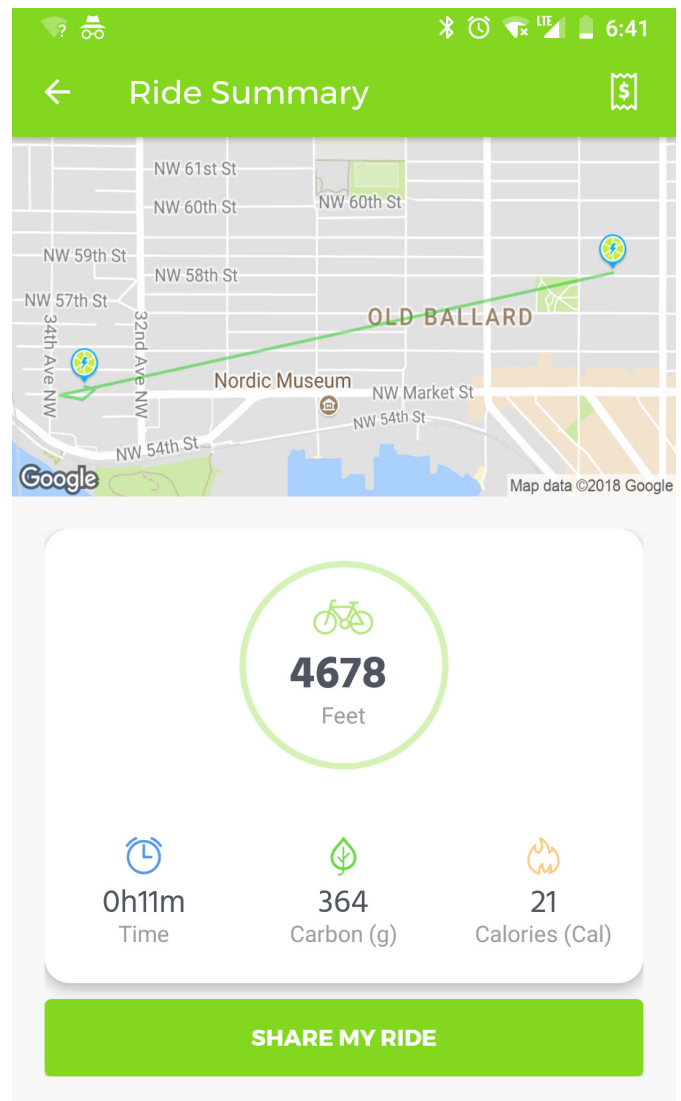 ?
LTE
6:41
Ride Summary
$
NW 61st St
NW 60th St
NW 60th St
NW 59th St
NW 58th St
NW 57th St
34th Ave NW
32nd Ave NW
OLD BALLARD
Nordic Museum
NW Market St
NW 54th St
NW 54th St
Google
Map data ©2018 Google
4678
Feet
0h11m
364
21
Time
Carbon (g)
Calories (Cal)
SHARE MY RIDE